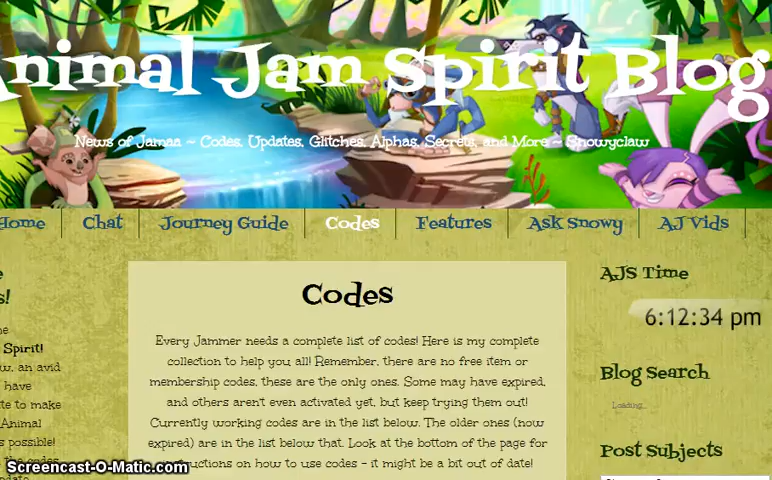 Animal Jam Spirit Blog
News of Jamaa ~ Codes, Updates, Glitches, Alphas, Secrets, and More ~ Snowyclaw
Home
Chat
Journey Guide
Codes
Features
Ask Snowy
AJ Vids
Spirit!
an avid
have
to make
Animal
possible!
the codes
Codes
Every Jammer needs a complete list of codes! Here is my complete
collection to help you all! Remember, there are no free item or
membership codes, these are the only ones. Some may have expired,
and others aren't even activated yet, but keep trying them out!
Currently working codes are in the list below. The older ones (now
expired) are in the list below that. Look at the bottom of the page for
instructions on how to use codes - it might be a bit out of date!
AJS Time
6:12:34 pm
Blog Search
Loading...
Post Subjects
Screencast-O-Matic.com